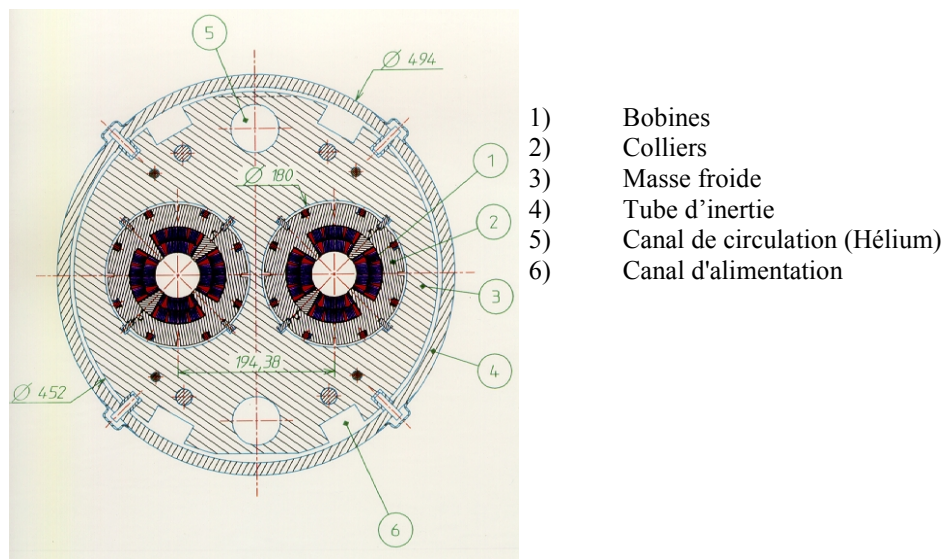 5
Ø 494
1
Ø 180
2
3
194,38
4
Ø 452
6
1) Bobines
2) Colliers
3) Masse froide
4) Tube d’inertie
5) Canal de circulation (Hélium)
6) Canal d'alimentation